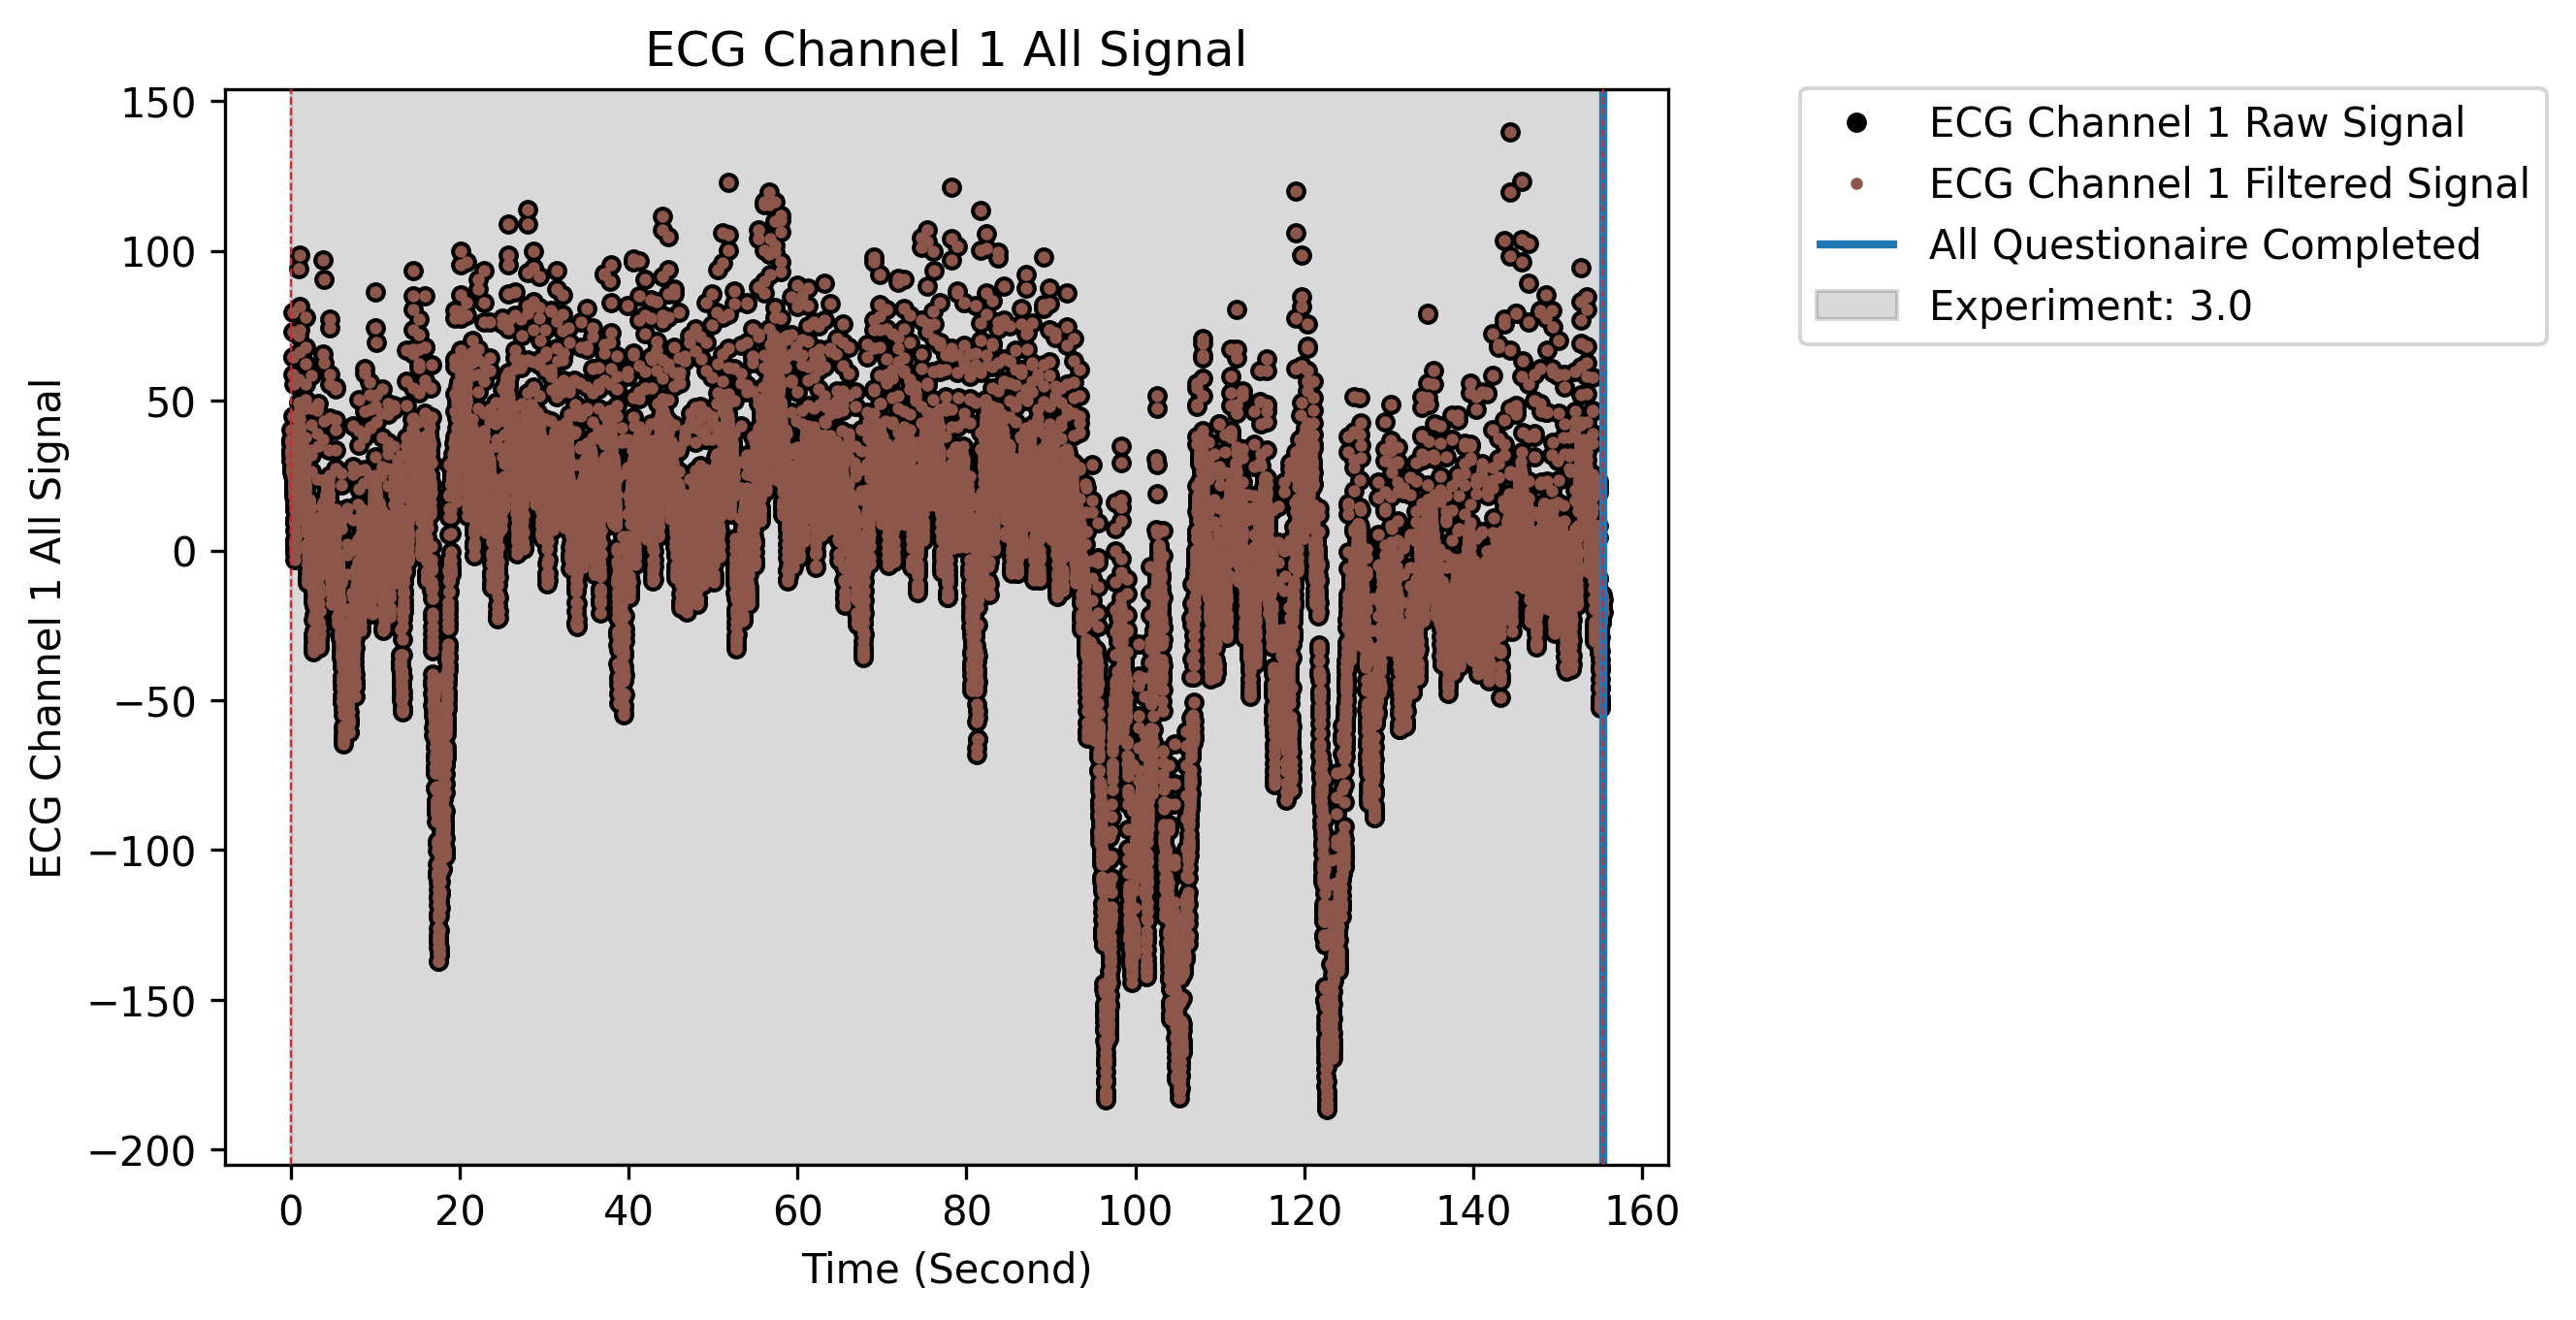 ECG Channel 1 All Signal
150
100
50
0
−50
−100
−150
−200
ECG Channel 1 All Signal
0 20 40 60 80 100 120 140 160
Time (Second)
ECG Channel 1 Raw Signal
ECG Channel 1 Filtered Signal
All Questionaire Completed
Experiment: 3.0